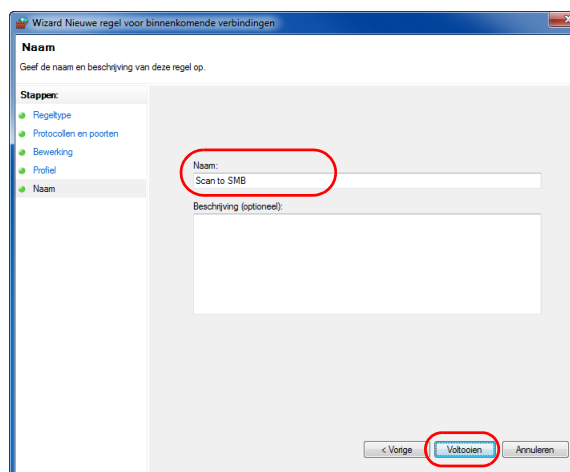 Wizard Nieuwe regel voor binnenkomende verbindingen
Naam
Geef de naam en beschrijving van deze regel op.
Stappen:
Regeltype
Protocollen en poorten
Bewerking
Profiel
Naam
Naam:
Scan to SMB
Beschrijving (optioneel):
< Vorige
Voltooien
Annuleren